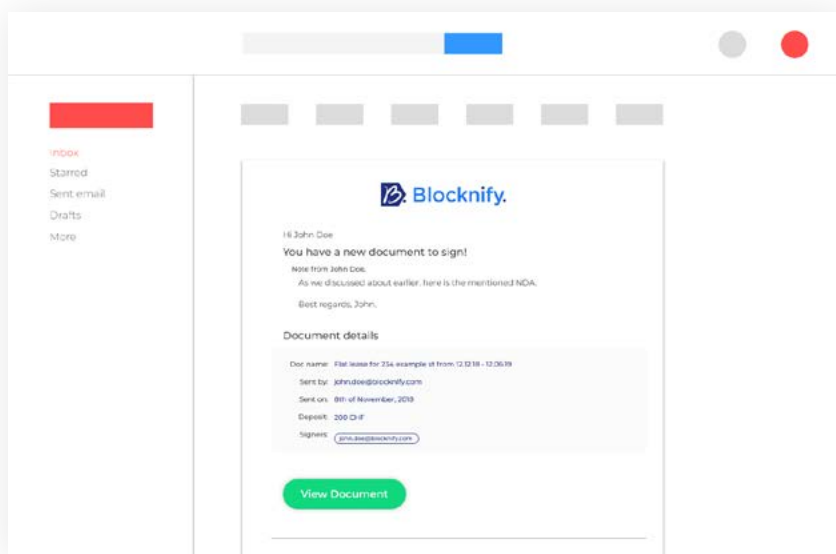 Inbox
Starred
Sent email
Drafts
More
B. Blocknify.
Hi John Doe
You have a new document to sign!
Note from John Doe,
As we discussed about earlier, here is the mentioned NDA.
Best regards, John.
Document details
Doc name: Flat lease for 234 example st from 12.12.18 - 12.06.19
Sent by: john.doe@blocknify.com
Sent on: 8th of November, 2018
Deposit: 200 CHF
Signers: john.doe@blocknify.com
View Document